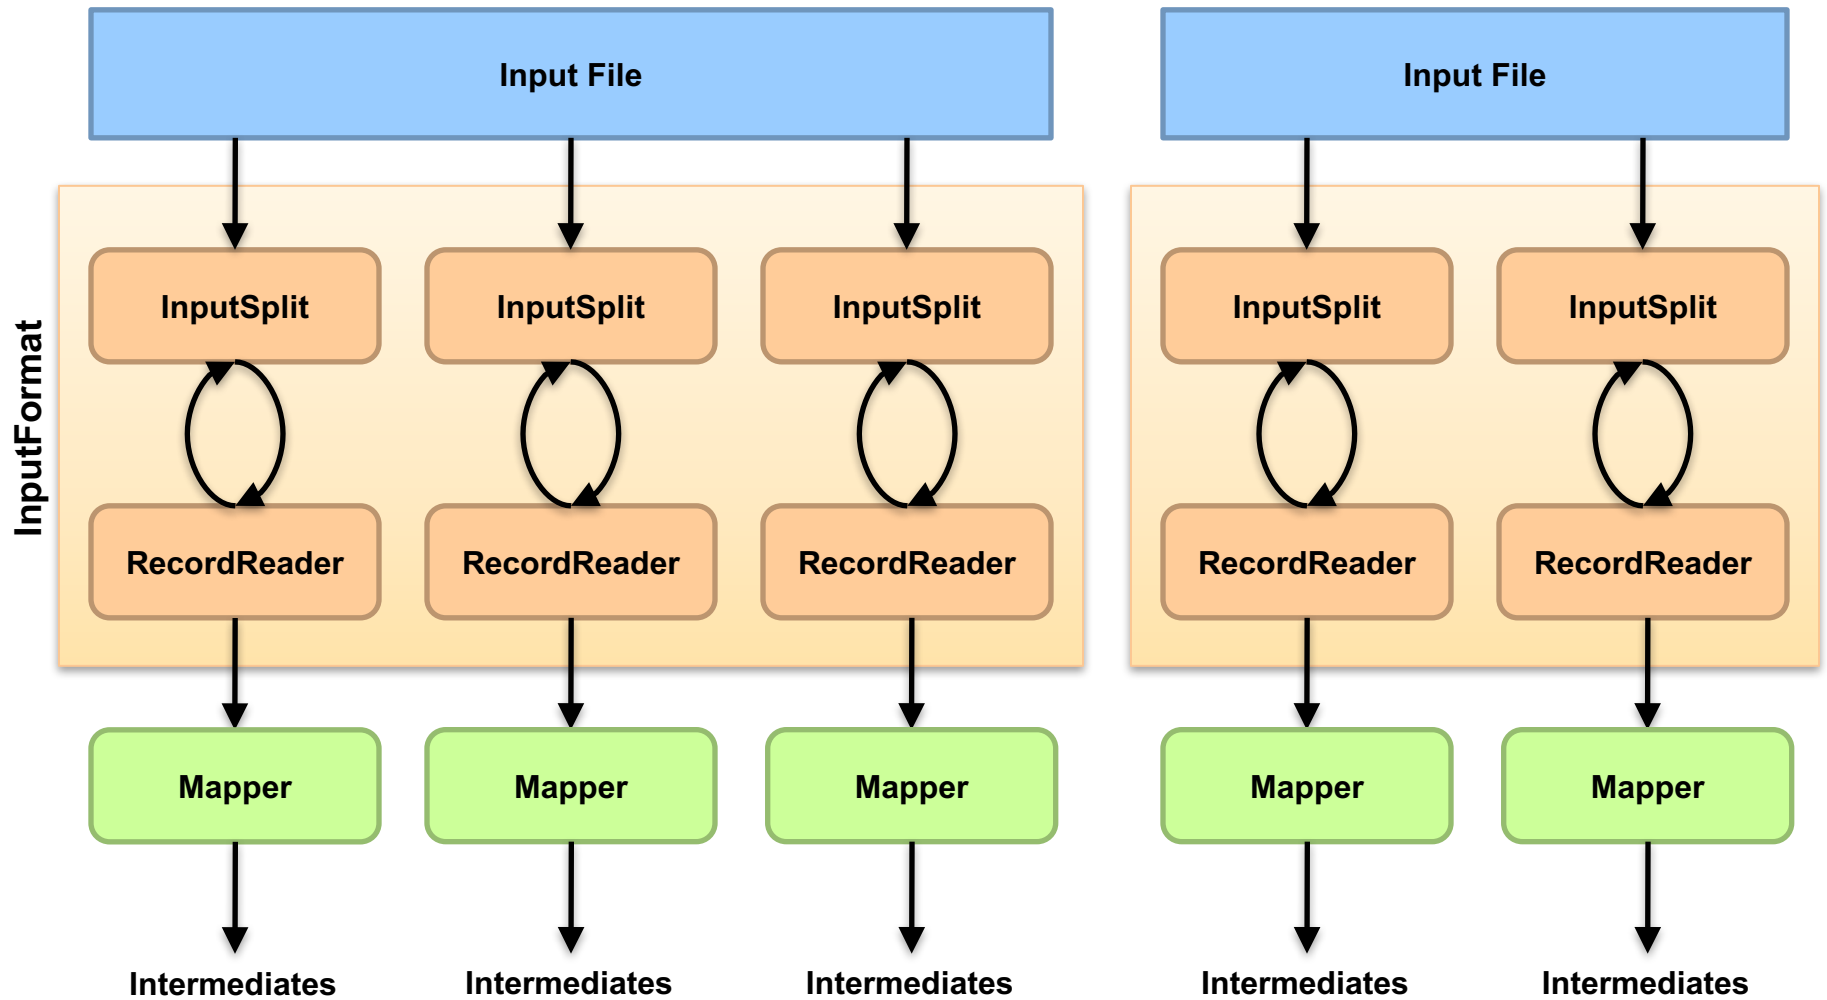 Input File
Input File
InputFormat
InputSplit
InputSplit
InputSplit
InputSplit
InputSplit
RecordReader
RecordReader
RecordReader
RecordReader
RecordReader
Mapper
Mapper
Mapper
Mapper
Mapper
Intermediates
Intermediates
Intermediates
Intermediates
Intermediates